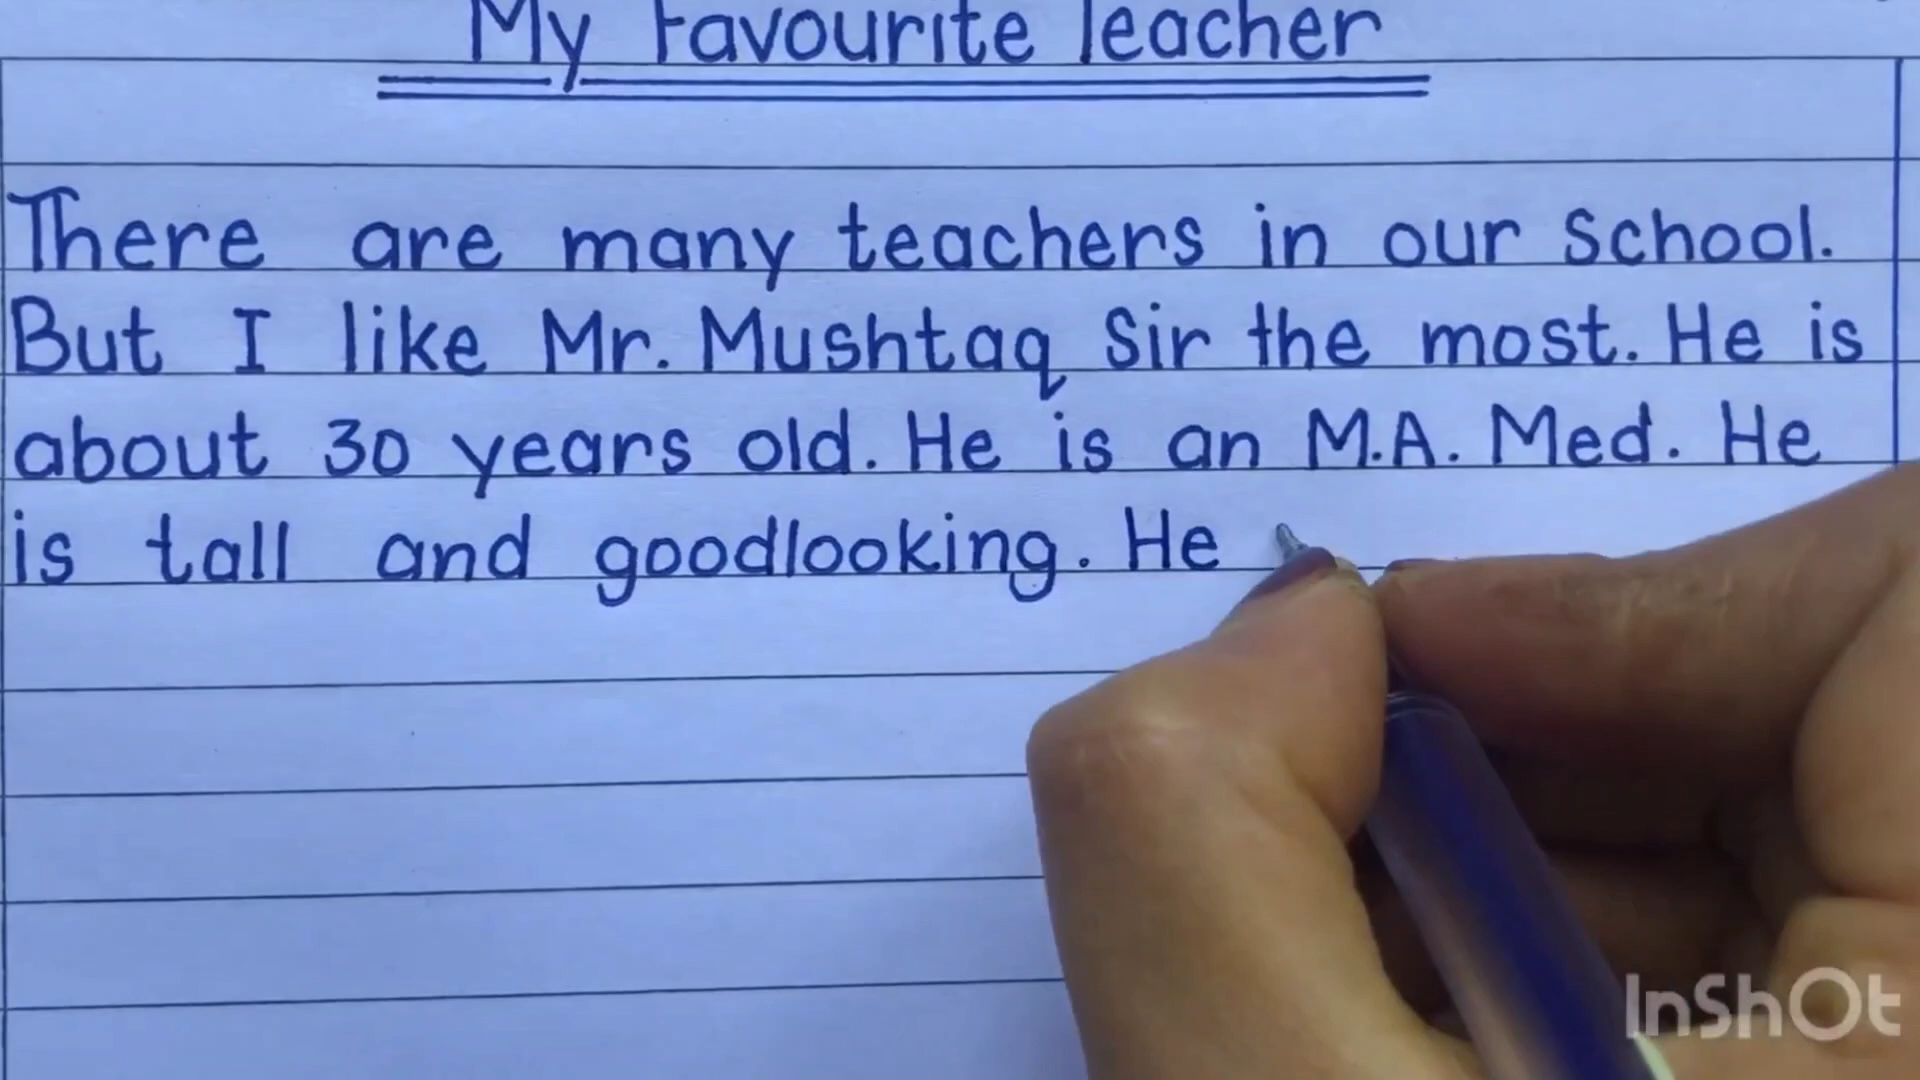 My Favourite Teacher
There are many teachers in our school.
But I like Mr. Mushtaq Sir the most. He is
about 30 years old. He is an M.A. Med. He
is tall and goodlooking. He
InShOt